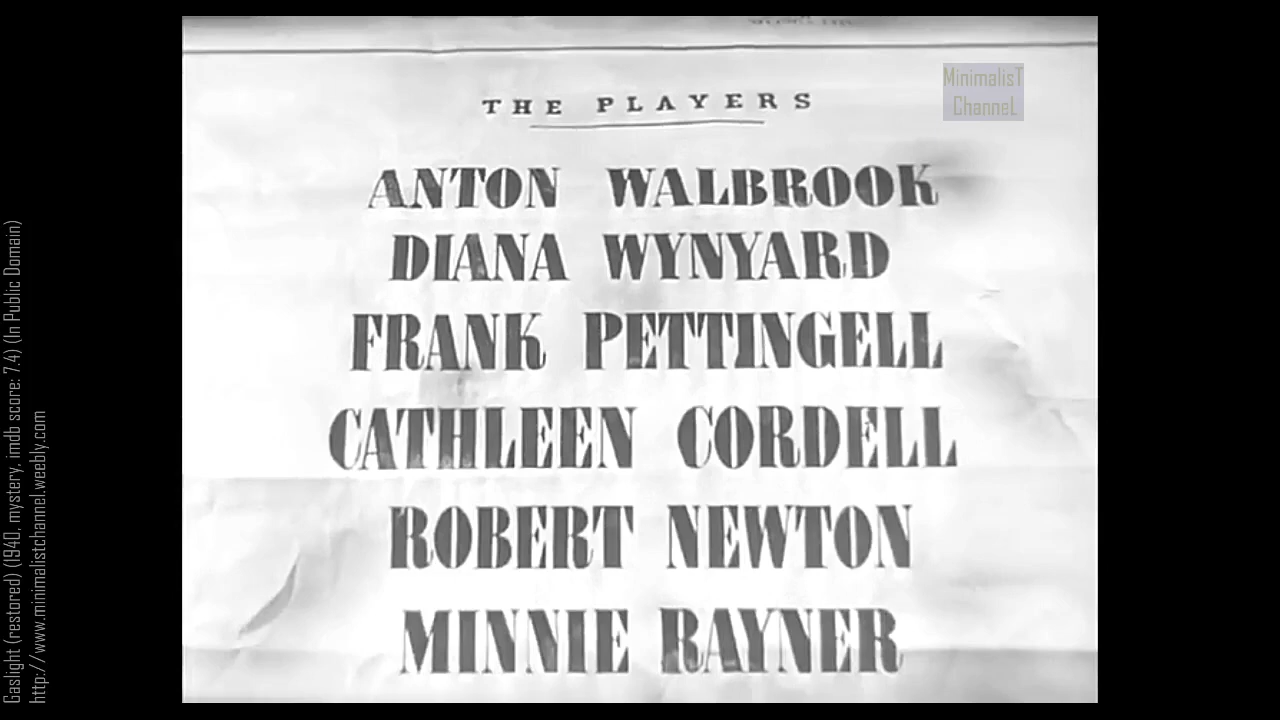 THE PLAYERS
ANTON WALBROOK
DIANA WYNYARD
FRANK PETTINGELL
CATHLEEN CORDELL
ROBERT NEWTON
MINNIE RAYNER
MinimalisT
ChanneL
Gaslight (restored) (1940, mystery, imdb score: 7.4) (In Public Domain)
http://www.minimalistchannel.weebly.com